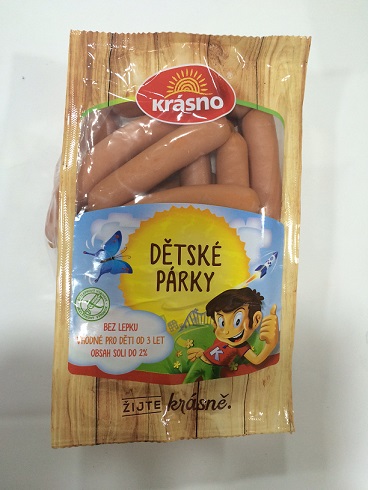 Krásno
DĚTSKÉ
PÁRKY
BEZ LEPKU
VHODNÉ PRO DĚTI OD 3 LET
OBSAH SOLI DO 2%
ŽIJTE krásně.